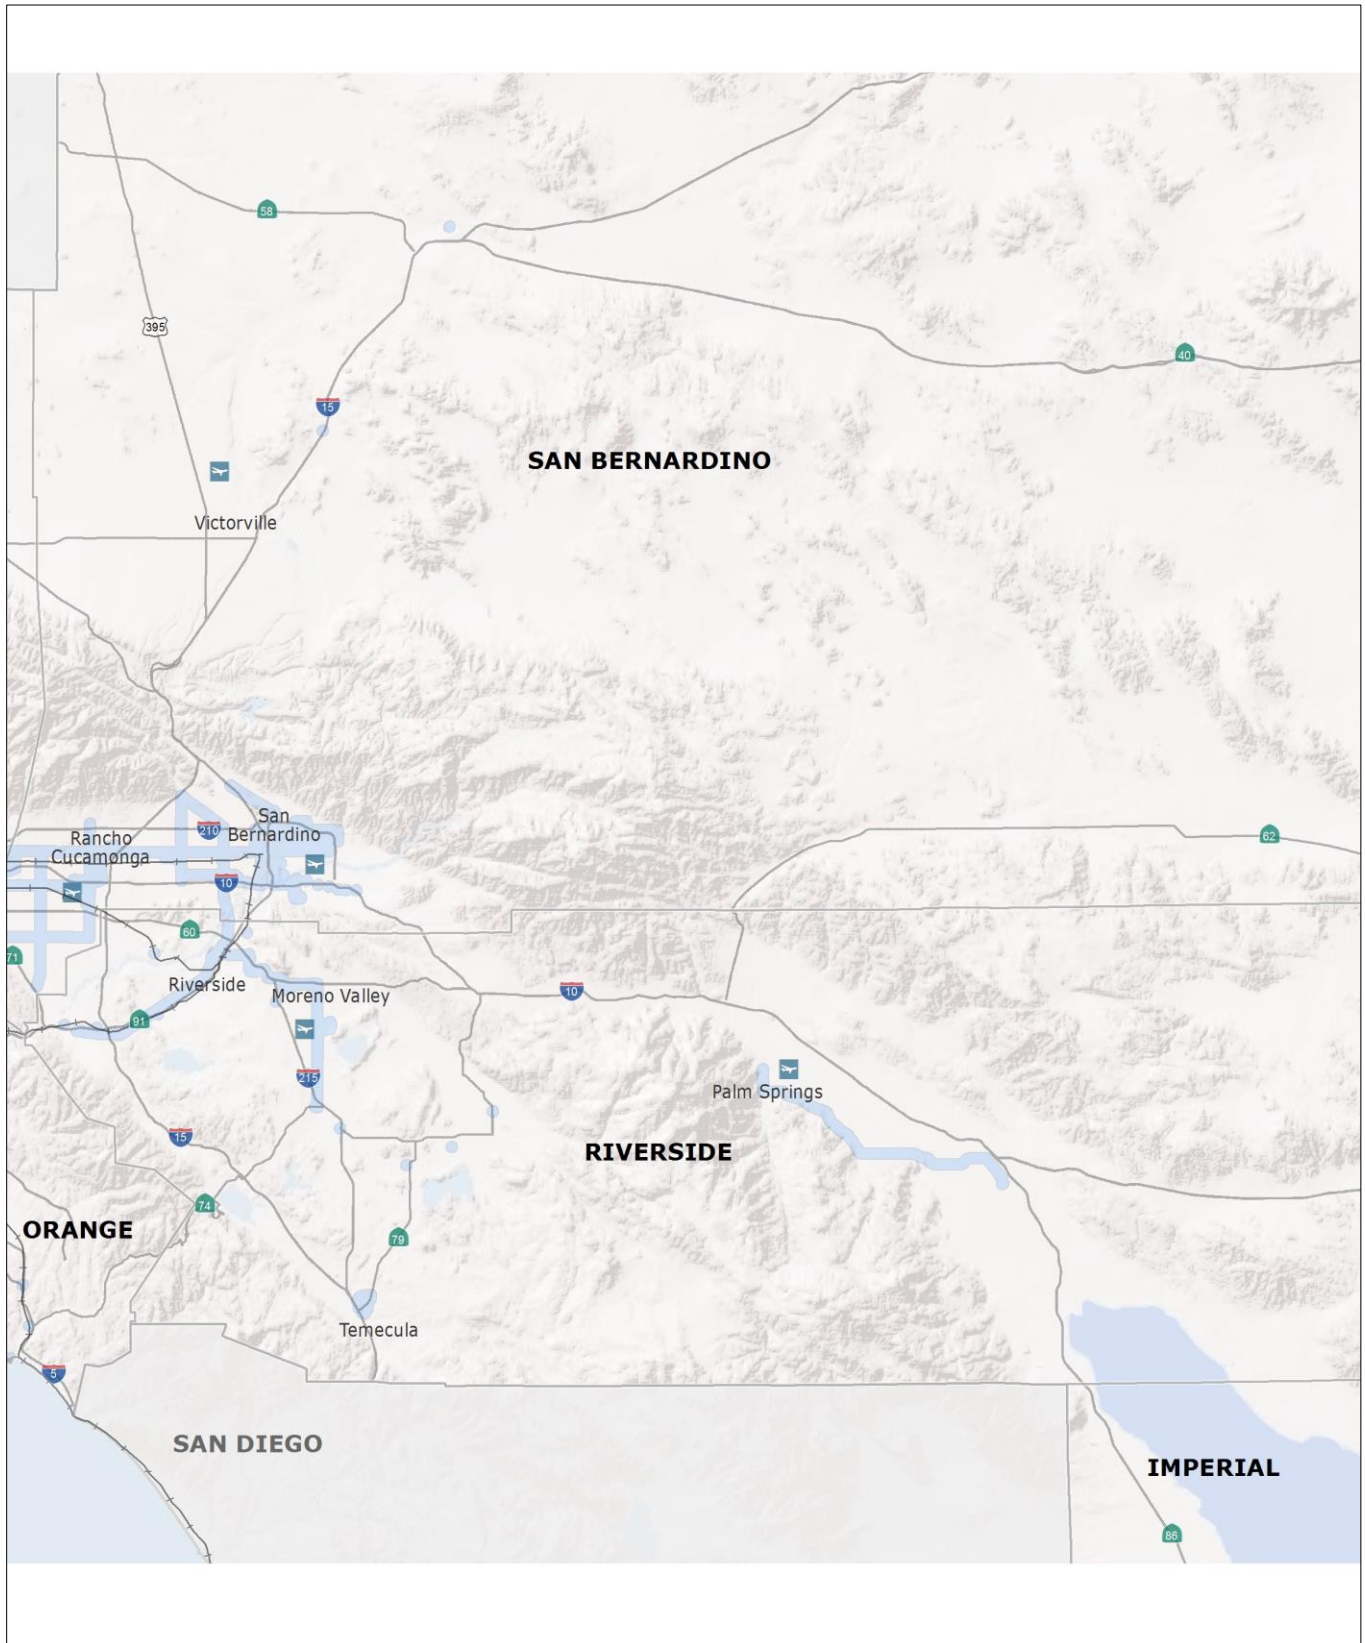 58
395
40
15
SAN BERNARDINO
Victorville
San
Bernardino
210
Rancho
Cucamonga
62
10
60
71
Riverside
Moreno Valley
10
91
215
Palm Springs
15
RIVERSIDE
74
ORANGE
79
Temecula
5
SAN DIEGO
IMPERIAL
86